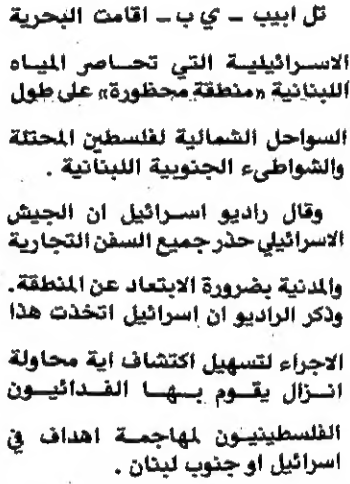 تل ابيب ـ ي ب ـ اقامت البحرية
الاسرائيلية التي تحاصر المياه
اللبنانية «منطقة محظورة» على طول
السواحل الشمالية لفلسطين المحتلة
والشواطىء الجنوبية اللبنانية .
وقال راديو اسرائيل ان الجيش
الاسرائيلي حذر جميع السفن التجارية
والمدنية بضرورة الابتعاد عن المنطقة.
وذكر الراديو ان اسرائيل اتخذت هذا
الاجراء لتسهيل اكتشاف اية محاولة
انزال يقوم بها الفدائيون
الفلسطينيون لمهاجمة اهداف في
اسرائيل او جنوب لبنان .